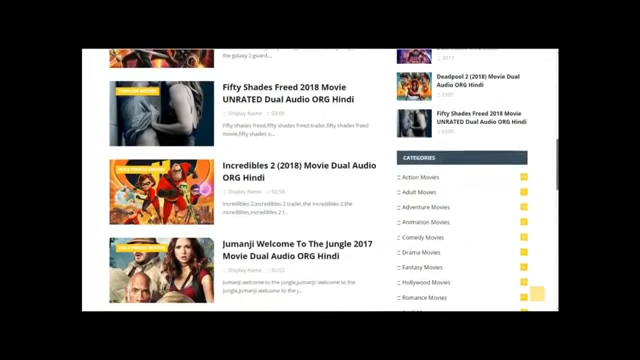 the galaxy 2,guard...
2017
Deadpool 2 (2018) Movie Dual
Audio ORG Hindi
Fifty Shades Freed 2018 Movie
UNRATED Dual Audio ORG Hindi
Display Name
Fifty shades freed,fifty shades freed trailer,fifty shades freed
movie,fifty shades o...
Fifty Shades Freed 2018 Movie
UNRATED Dual Audio ORG Hindi
CATEGORIES
HOLLYWOOD MOVIES
Incredibles 2 (2018) Movie Dual Audio
ORG Hindi
Display Name
Incredibles 2,incredibles 2 trailer,the incredibles 2,the
incredibles,incredibles 2 f...
HOLLYWOOD MOVIES
Jumanji Welcome To The Jungle 2017
Movie Dual Audio ORG Hindi
Display Name
Jumanji welcome to the jungle,jumanji welcome to the
jungle,jumanji welcome to the j...
:: Action Movies
:: Adult Movies
:: Adventure Movies
:: Animation Movies
:: Comedy Movies
:: Drama Movies
:: Fantasy Movies
:: Hollywood Movies
:: Romance Movies